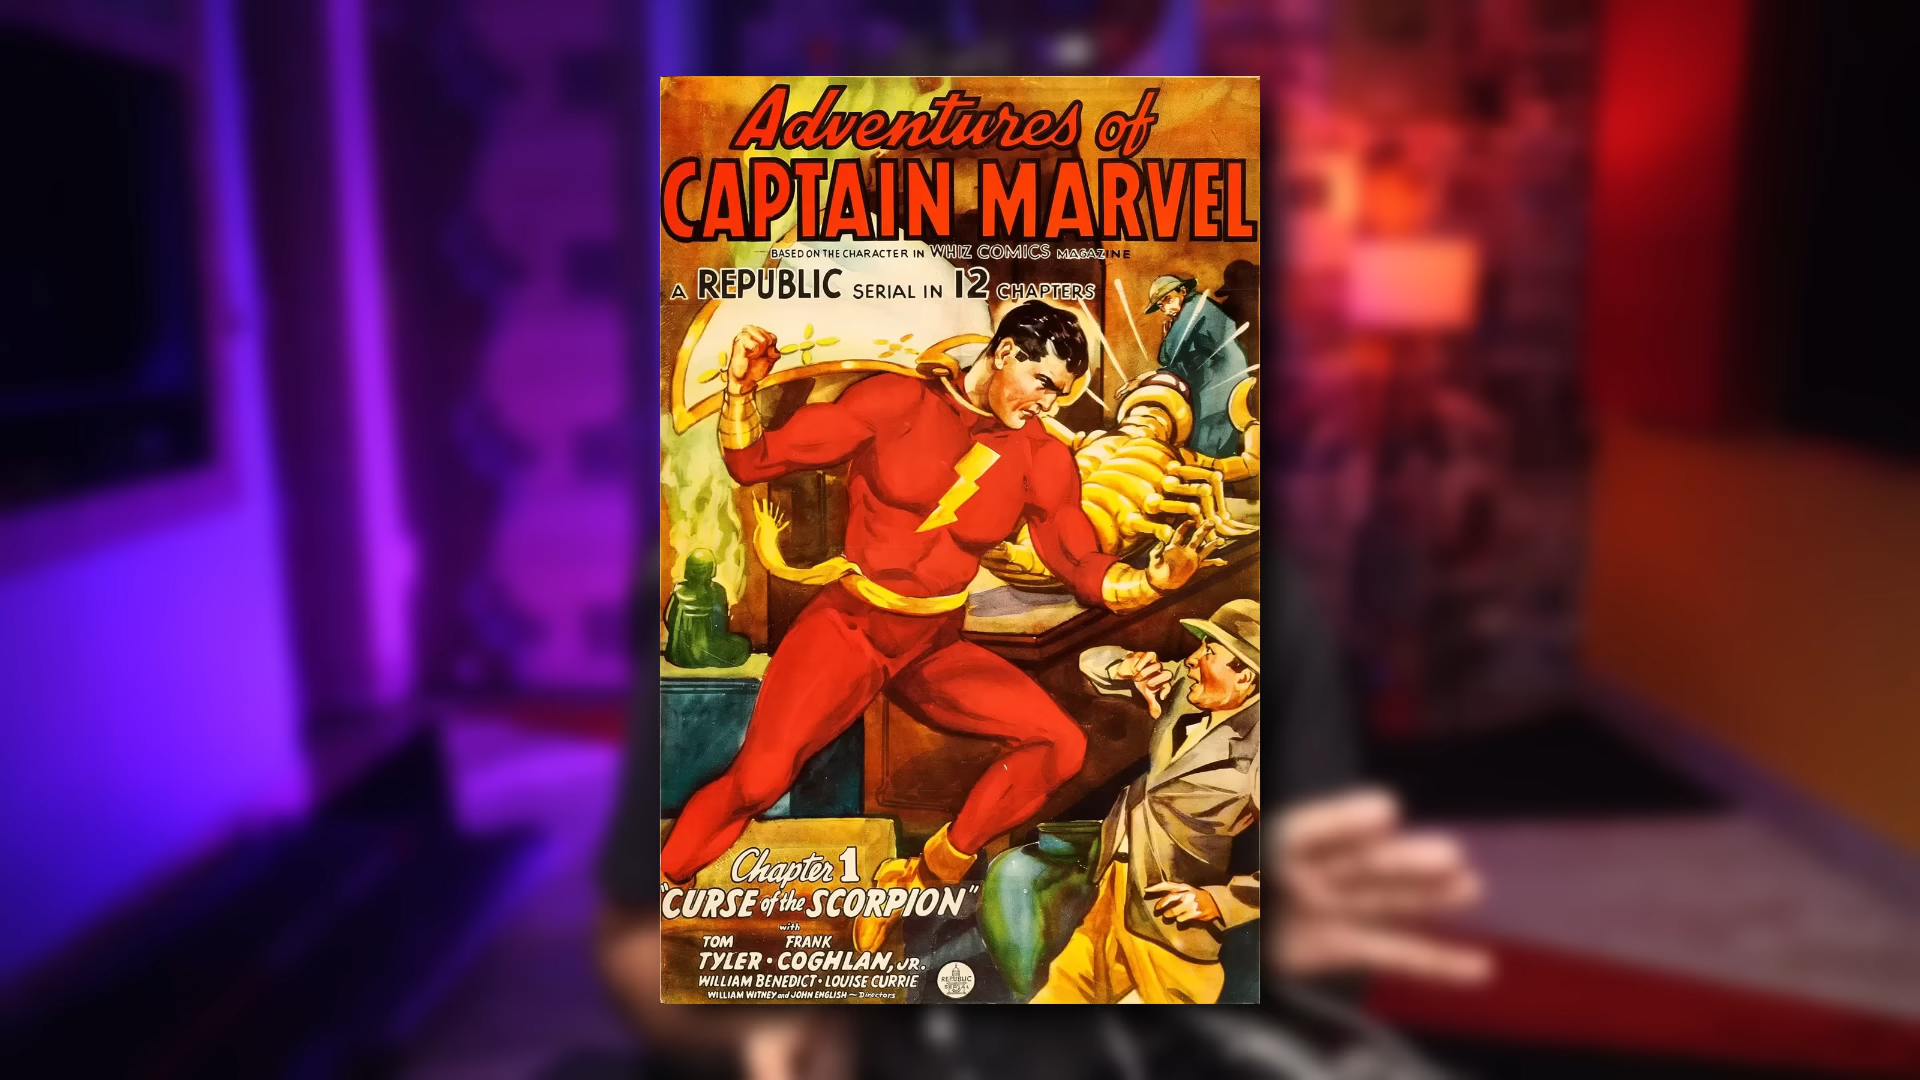 Adventures of
CAPTAIN MARVEL
BASED ON THE CHARACTER IN WHIZ COMICS MAGAZINE
A REPUBLIC SERIAL IN 12 CHAPTERS
Chapter 1
"CURSE of the SCORPION"
with
TOM TYLER · FRANK COGHLAN, JR.
WILLIAM BENEDICT · LOUISE CURRIE
WILLIAM WITNEY and JOHN ENGLISH — Directors
REPUBLIC